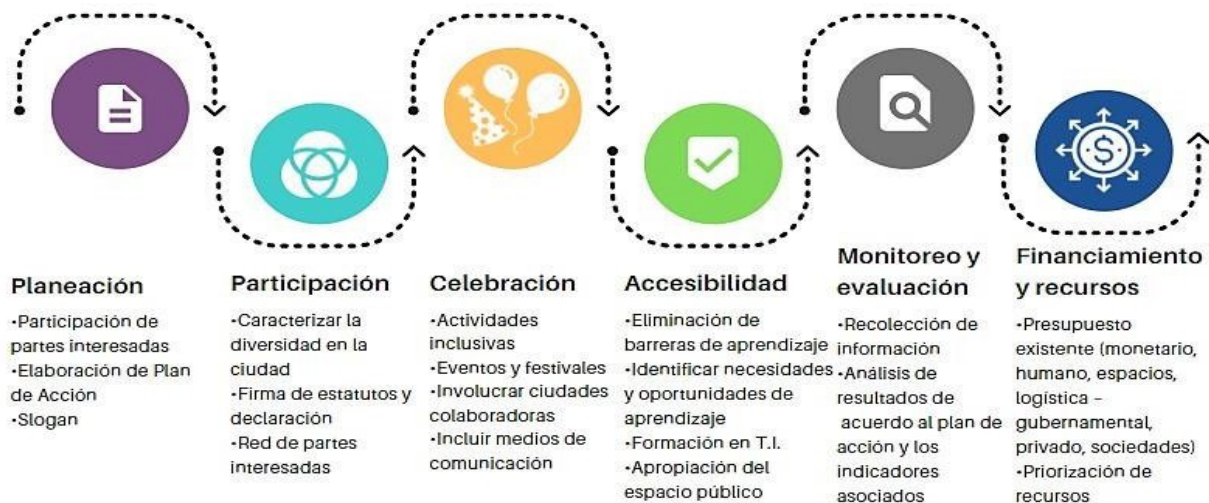 Planeación
•Participación de
partes interesadas
•Elaboración de Plan
de Acción
•Slogan
Participación
•Caracterizar la
diversidad en la
ciudad
•Firma de estatutos y
declaración
•Red de partes
interesadas
Celebración
•Actividades
inclusivas
•Eventos y festivales
•Involucrar ciudades
colaboradoras
•Incluir medios de
comunicación
Accesibilidad
•Eliminación de
barreras de aprendizaje
•Identificar necesidades
y oportunidades de
aprendizaje
•Formación en T.I.
•Apropiación del
espacio público
Monitoreo y
evaluación
•Recolección de
información
•Análisis de
resultados de
acuerdo al plan de
acción y los
indicadores
asociados
Financiamiento
y recursos
•Presupuesto
existente (monetario,
humano, espacios,
logística –
gubernamental,
privado, sociedades)
•Priorización de
recursos
$